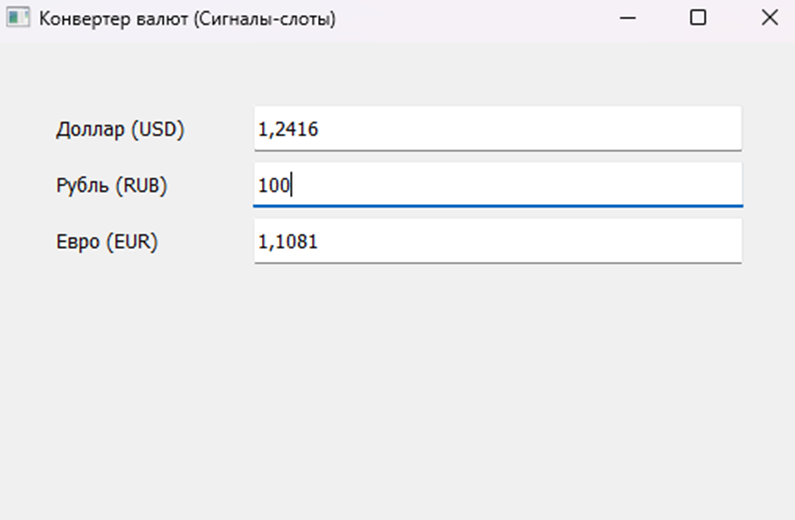 Конвертер валют (Сигналы-слоты)
Доллар (USD) 1,2416
Рубль (RUB) 100
Евро (EUR) 1,1081